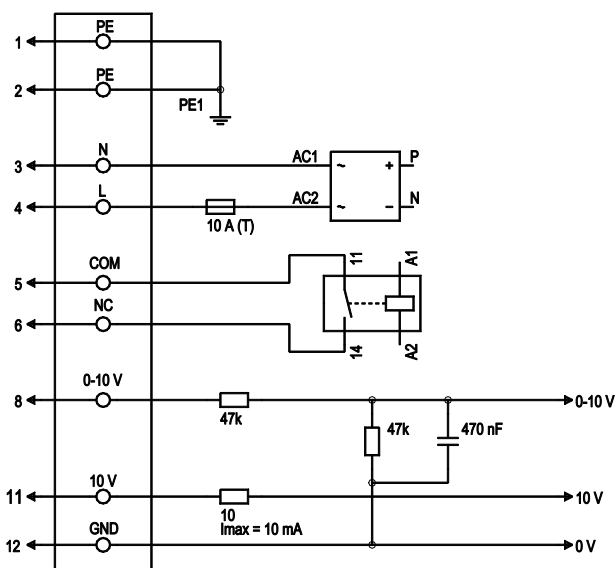 1 PE
2 PE
PE1
3 N AC1 ~ + P
4 L AC2 ~ − N
10 A (T)
5 COM 11 A1
6 NC 14 A2
8 0-10 V 0-10 V
47k
47k 470 nF
11 10 V 10 V
10
Imax = 10 mA
12 GND 0 V